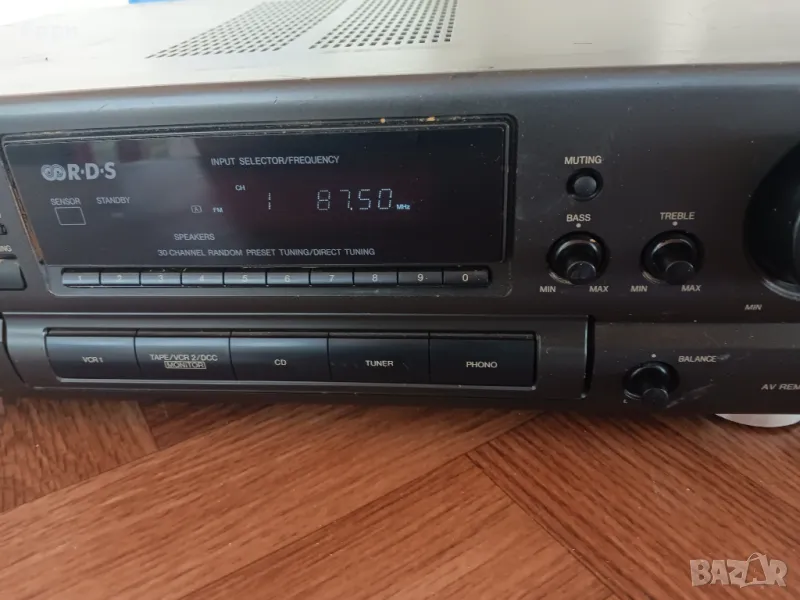 R·D·S
INPUT SELECTOR/FREQUENCY
SENSOR STANDBY
CH
FM
1 87.50 MHz
SPEAKERS
30 CHANNEL RANDOM PRESET TUNING/DIRECT TUNING
1 2 3 4 5 6 7 8 9 0
MUTING
BASS
TREBLE
MIN MAX
MIN MAX
MIN
VCR 1
TAPE/VCR 2/DCC
MONITOR
CD
TUNER
PHONO
BALANCE
AV REM
BAZAR